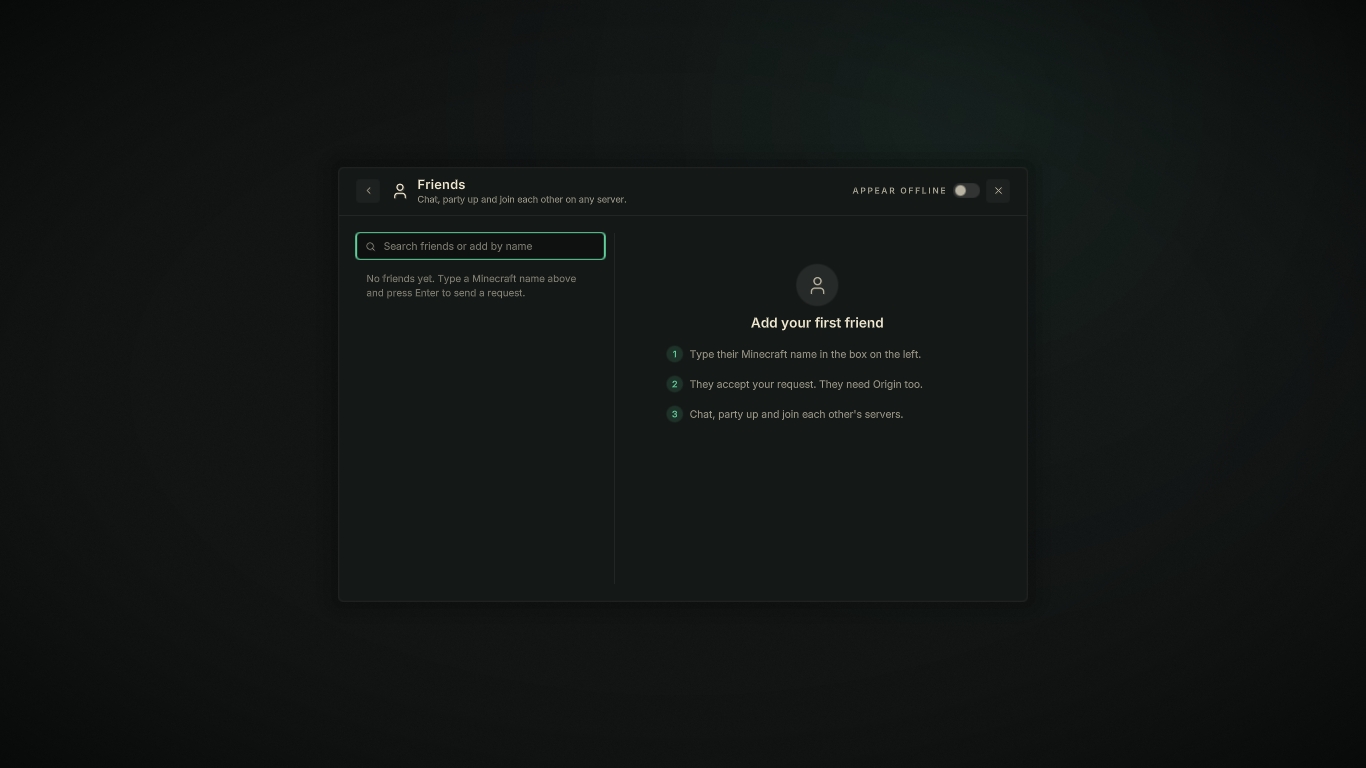 Friends
Chat, party up and join each other on any server.
APPEAR OFFLINE
Search friends or add by name
No friends yet. Type a Minecraft name above
and press Enter to send a request.
Add your first friend
1 Type their Minecraft name in the box on the left.
2 They accept your request. They need Origin too.
3 Chat, party up and join each other's servers.